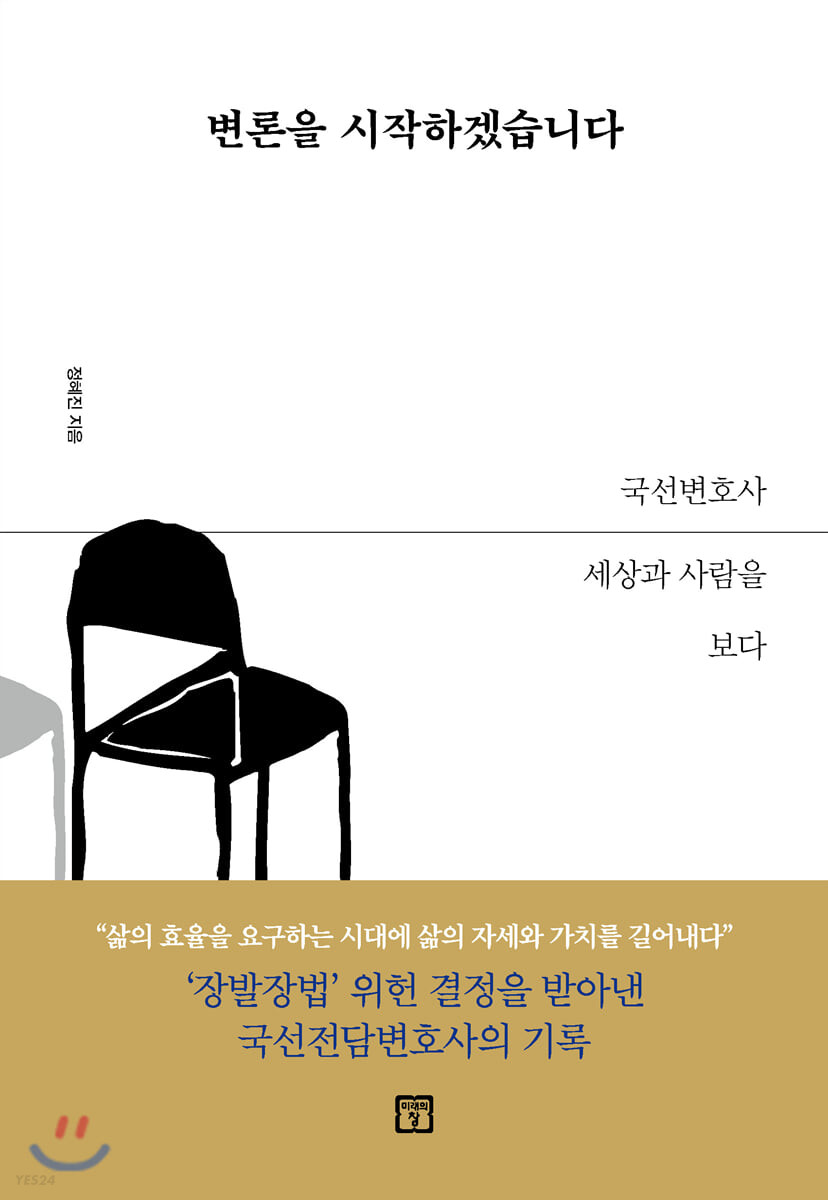 변론을 시작하겠습니다
정혜진 지음
국선변호사
세상과 사람을
보다
“삶의 효율을 요구하는 시대에 삶의 자세와 가치를 길어내다”
‘장발장법’ 위헌 결정을 받아낸
국선전담변호사의 기록
미래의
창
YES24